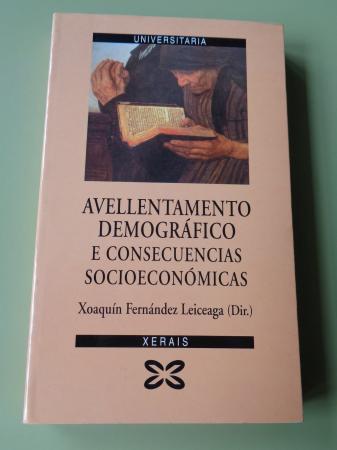 UNIVERSITARIA
AVELLENTAMENTO
DEMOGRÁFICO
E CONSECUENCIAS
SOCIOECONÓMICAS
Xoaquín Fernández Leiceaga (Dir.)
XERAIS